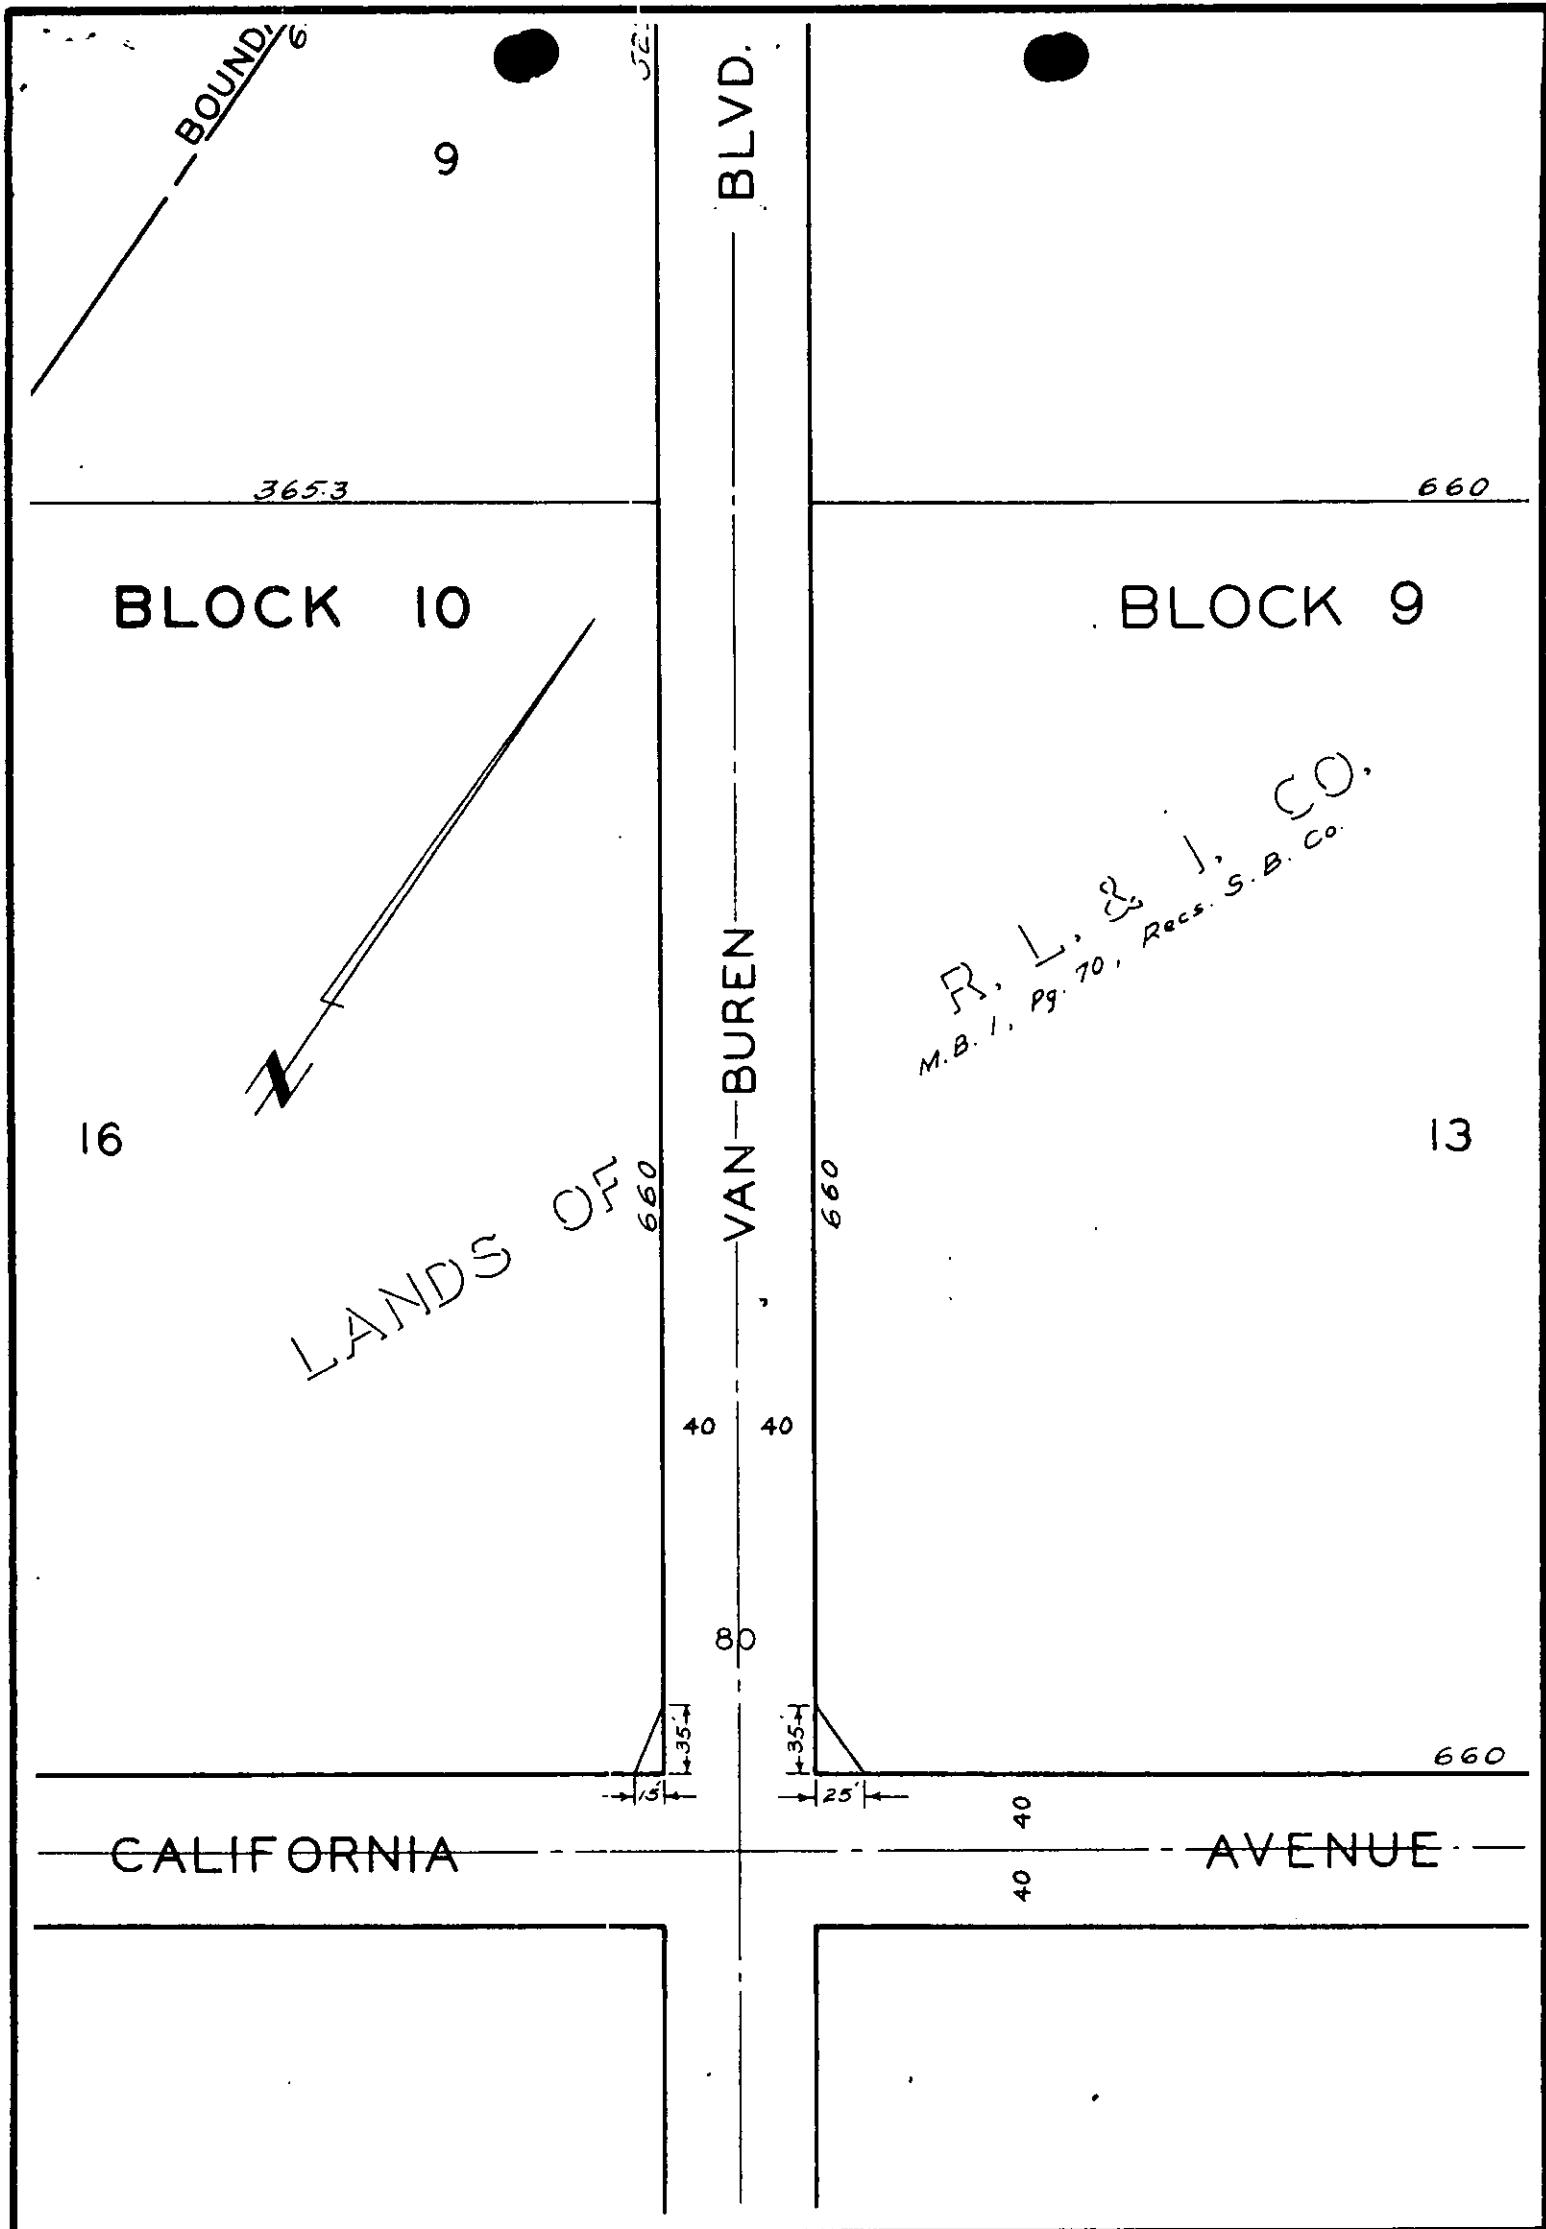 BOUND.
6
9
BLVD.
365.3
660
BLOCK 10
BLOCK 9
R. L. & I. CO.
M.B. 1, Pg. 70, Recs. S. B. Co.
VAN BUREN
N
16
13
660
660
LANDS OF
40 40
80
35'
35'
660
15'
25'
40
CALIFORNIA AVENUE
40